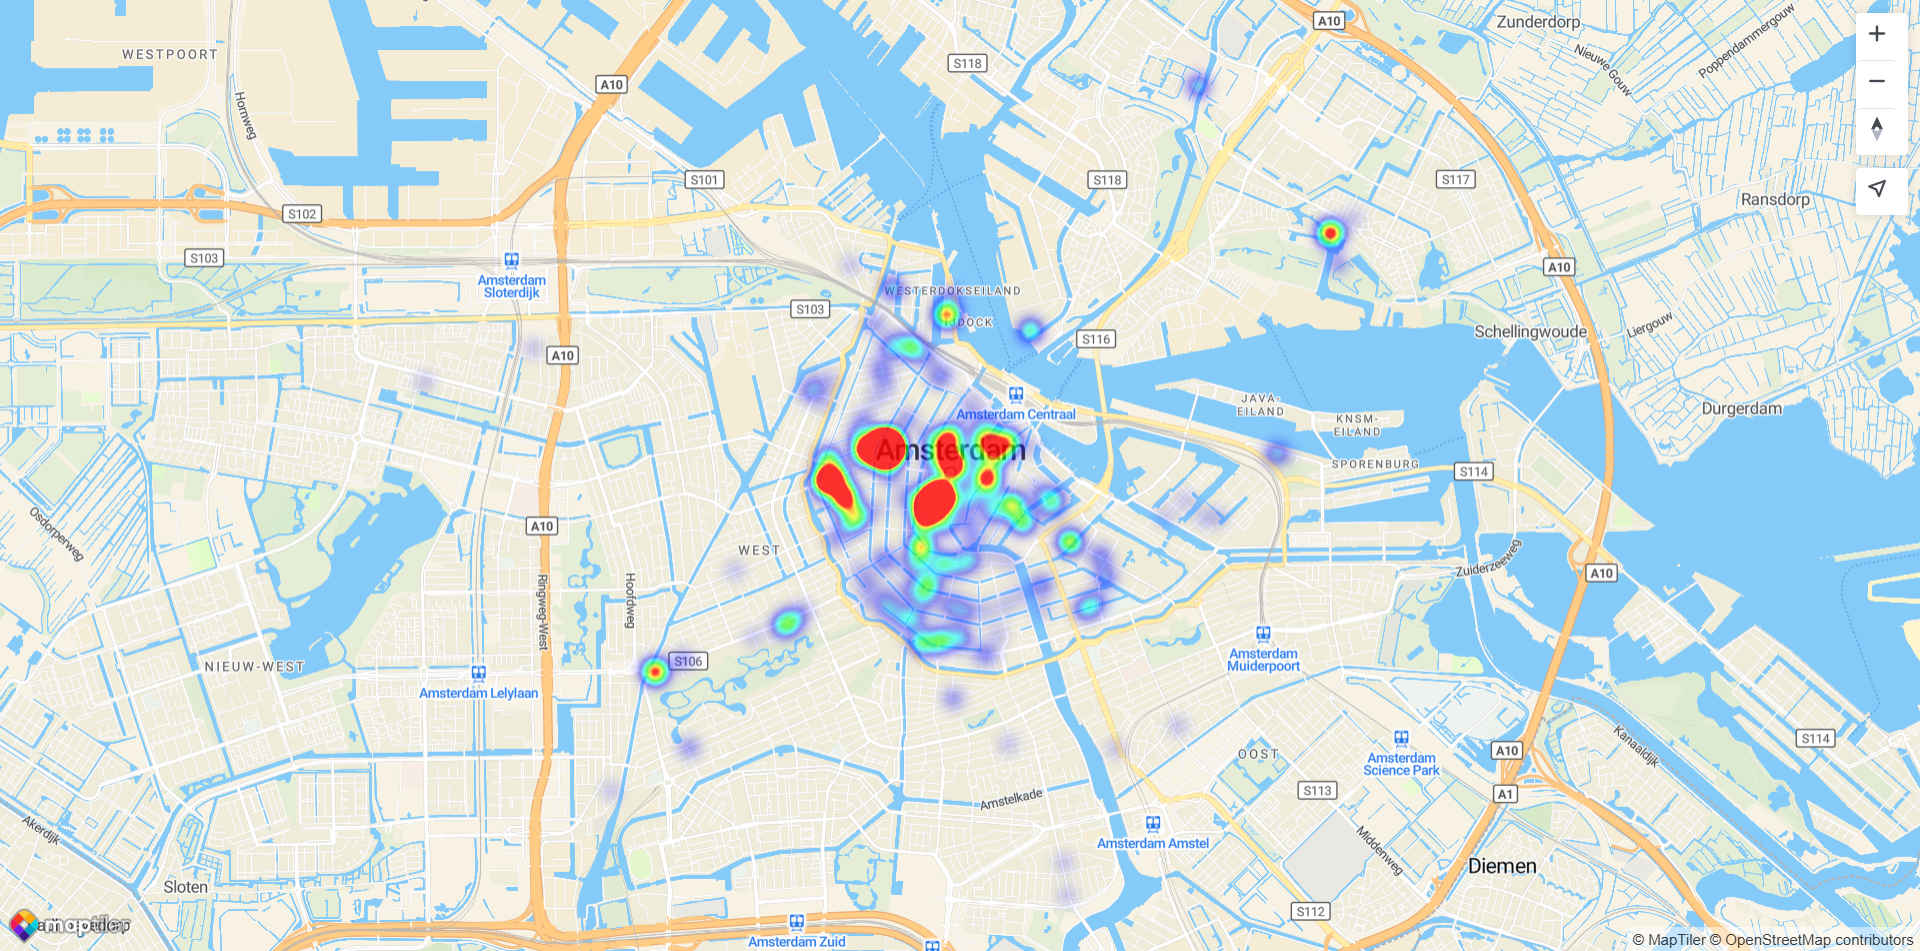 Zunderdorp
A10
WESTPOORT
S118
Nieuwe Gouw
Poppendammergouw
A10
Hornweg
S101
S118
S117
Ransdorp
S102
S103
Amsterdam
Sloterdijk
A10
WESTERDOKSEILAND
S103
IJDOCK
S116
Schellingwoude
Liergouw
A10
Amsterdam Centraal
JAVA-
EILAND
KNSM-
EILAND
Durgerdam
Amsterdam
SPORENBURG
S114
Osdorperweg
A10
WEST
Zuiderzeeweg
A10
Ringweg-West
Hoofdweg
NIEUW-WEST
S106
Amsterdam Lelylaan
Amsterdam
Muiderpoort
OOST
Amsterdam
Science Park
A10
Kanaaldijk
S114
Amstelkade
S113
A1
Akerdijk
Amsterdam Amstel
Middenweg
Diemen
Sloten
S112
maptiler
Amsterdam Zuid
© MapTiler © OpenStreetMap contributors